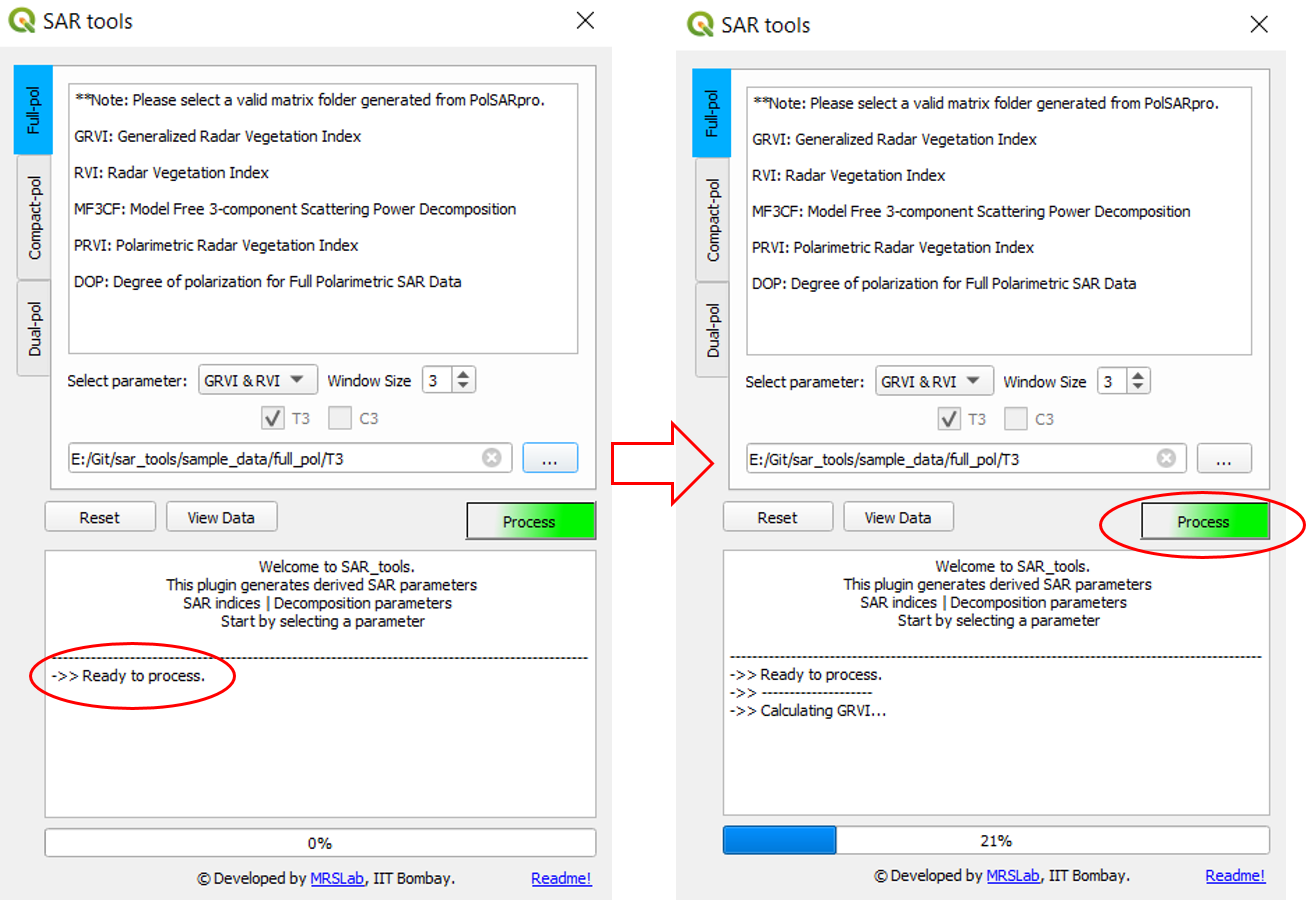 SAR tools
Full-pol
Compact-pol
Dual-pol
**Note: Please select a valid matrix folder generated from PolSARpro.
GRVI: Generalized Radar Vegetation Index
RVI: Radar Vegetation Index
MF3CF: Model Free 3-component Scattering Power Decomposition
PRVI: Polarimetric Radar Vegetation Index
DOP: Degree of polarization for Full Polarimetric SAR Data
Select parameter: GRVI & RVI Window Size 3
T3 C3
E:/Git/sar_tools/sample_data/full_pol/T3 ...
Reset View Data Process
Welcome to SAR_tools.
This plugin generates derived SAR parameters
SAR indices | Decomposition parameters
Start by selecting a parameter
--------------------------------------------------------------------------------
->> Ready to process.
0%
© Developed by MRSLab, IIT Bombay. Readme!
SAR tools
Full-pol
Compact-pol
Dual-pol
**Note: Please select a valid matrix folder generated from PolSARpro.
GRVI: Generalized Radar Vegetation Index
RVI: Radar Vegetation Index
MF3CF: Model Free 3-component Scattering Power Decomposition
PRVI: Polarimetric Radar Vegetation Index
DOP: Degree of polarization for Full Polarimetric SAR Data
Select parameter: GRVI & RVI Window Size 3
T3 C3
E:/Git/sar_tools/sample_data/full_pol/T3 ...
Reset View Data Process
Welcome to SAR_tools.
This plugin generates derived SAR parameters
SAR indices | Decomposition parameters
Start by selecting a parameter
--------------------------------------------------------------------------------
->> Ready to process.
->> --------------------
->> Calculating GRVI...
21%
© Developed by MRSLab, IIT Bombay. Readme!